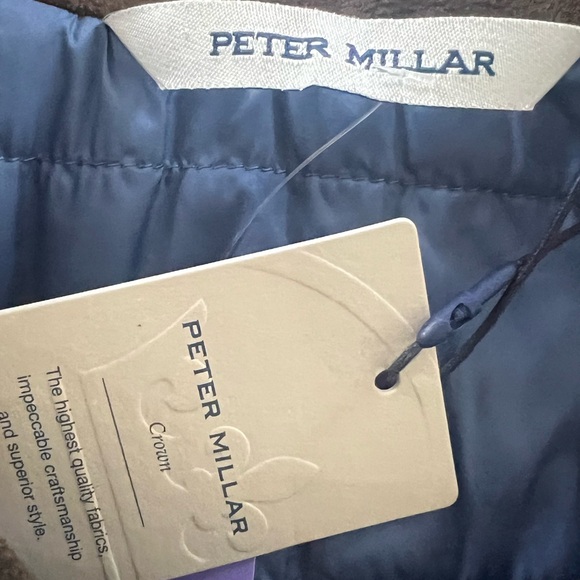 PETER MILLAR
PETER MILLAR
Crown
The highest quality fabrics,
impeccable craftsmanship
and superior style.